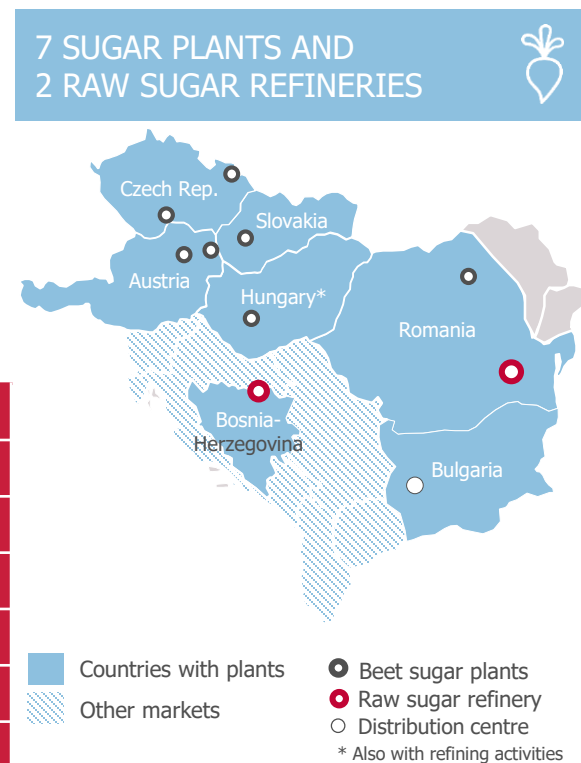 7 SUGAR PLANTS AND
2 RAW SUGAR REFINERIES
Czech Rep.
Slovakia
Austria
Hungary*
Romania
Bosnia-
Herzegovina
Bulgaria
Countries with plants
Other markets
Beet sugar plants
Raw sugar refinery
Distribution centre
* Also with refining activities